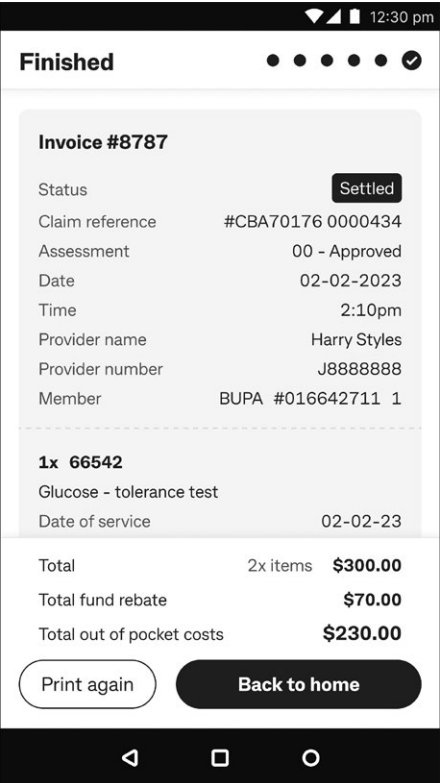 12:30 pm
Finished
Invoice #8787
Status Settled
Claim reference #CBA70176 0000434
Assessment 00 - Approved
Date 02-02-2023
Time 2:10pm
Provider name Harry Styles
Provider number J8888888
Member BUPA #016642711 1
1x 66542
Glucose - tolerance test
Date of service 02-02-23
Total 2x items $300.00
Total fund rebate $70.00
Total out of pocket costs $230.00
Print again Back to home